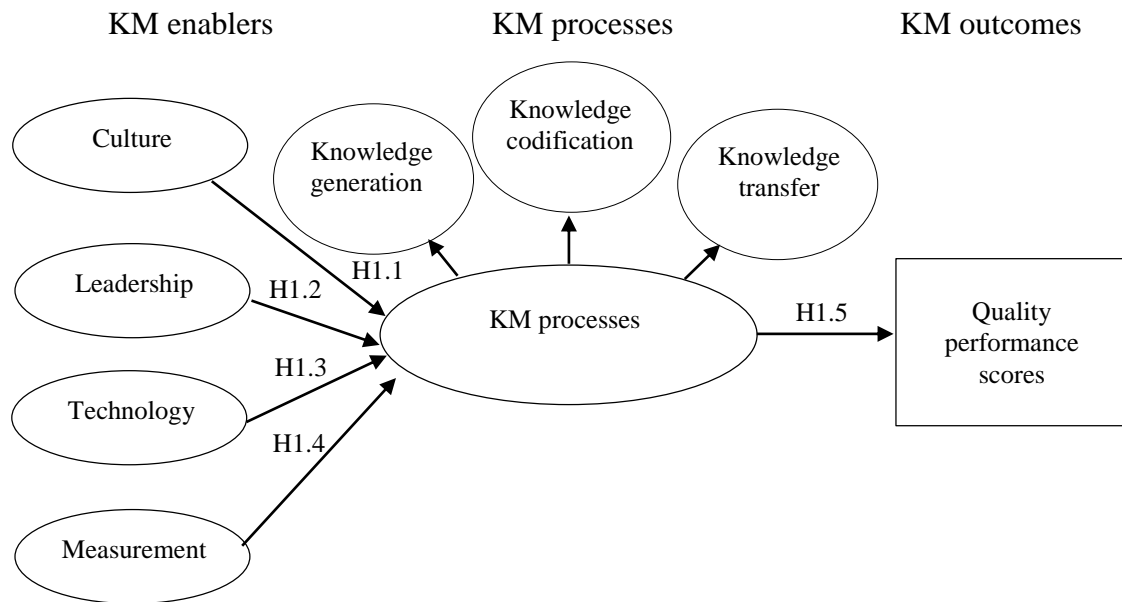 KM enablers
KM processes
KM outcomes
Culture
Knowledge
generation
Knowledge
codification
Knowledge
transfer
H1.1
Leadership
H1.2
KM processes
H1.5
Quality
performance
scores
H1.3
Technology
H1.4
Measurement